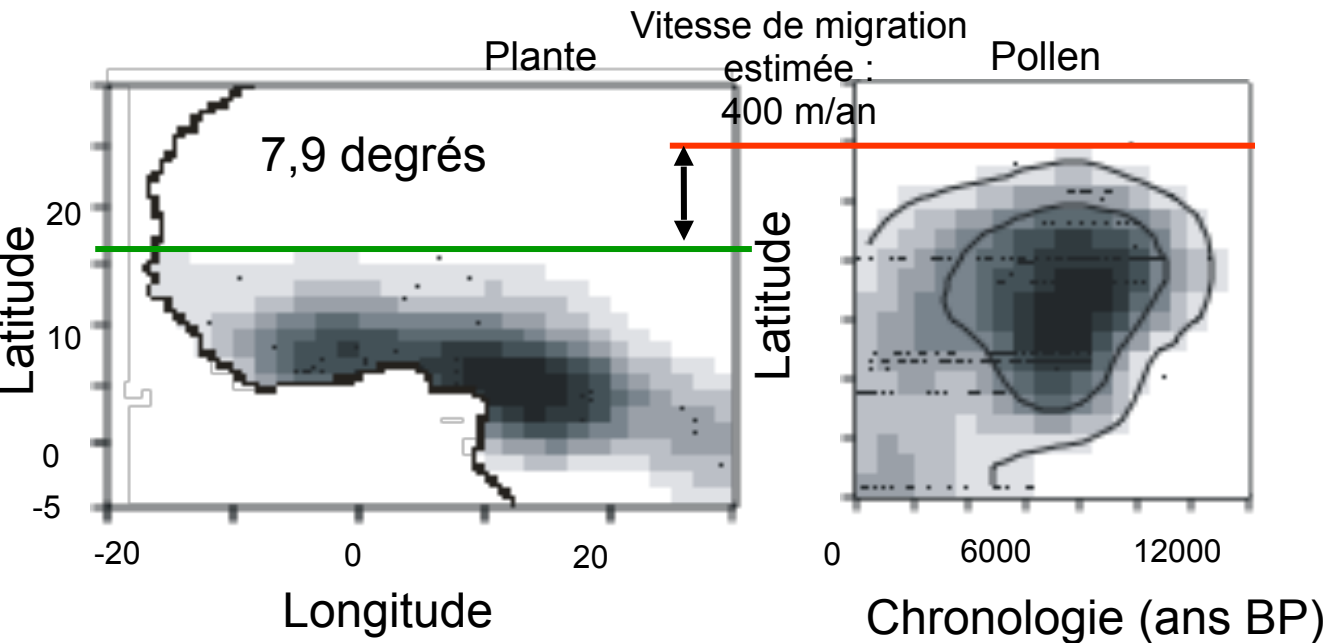 Vitesse de migration
estimée :
400 m/an
Plante
Pollen
7,9 degrés
Latitude
20
10
0
-5
-20
0
20
Longitude
Latitude
0
6000
12000
Chronologie (ans BP)